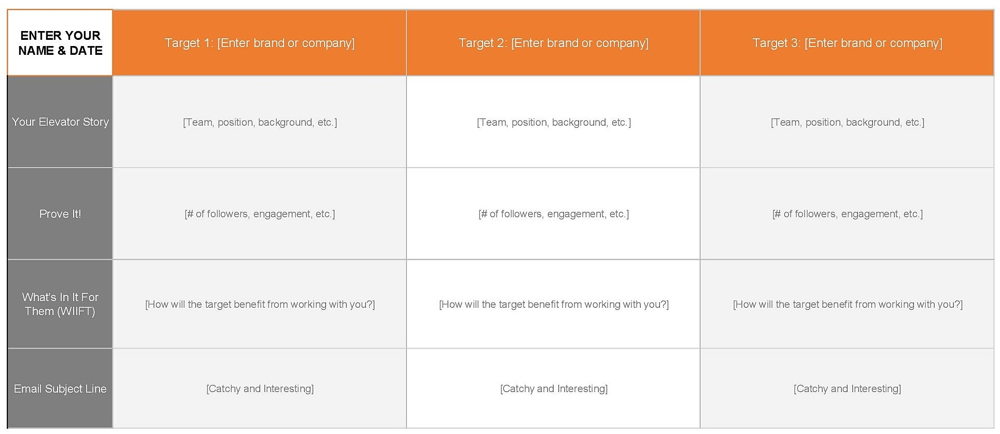 ENTER YOUR
NAME & DATE
Target 1: [Enter brand or company]
Target 2: [Enter brand or company]
Target 3: [Enter brand or company]
Your Elevator Story
[Team, position, background, etc.]
[Team, position, background, etc.]
[Team, position, background, etc.]
Prove It!
[# of followers, engagement, etc.]
[# of followers, engagement, etc.]
[# of followers, engagement, etc.]
What's In It For
Them (WIIFT)
[How will the target benefit from working with you?]
[How will the target benefit from working with you?]
[How will the target benefit from working with you?]
Email Subject Line
[Catchy and Interesting]
[Catchy and Interesting]
[Catchy and Interesting]